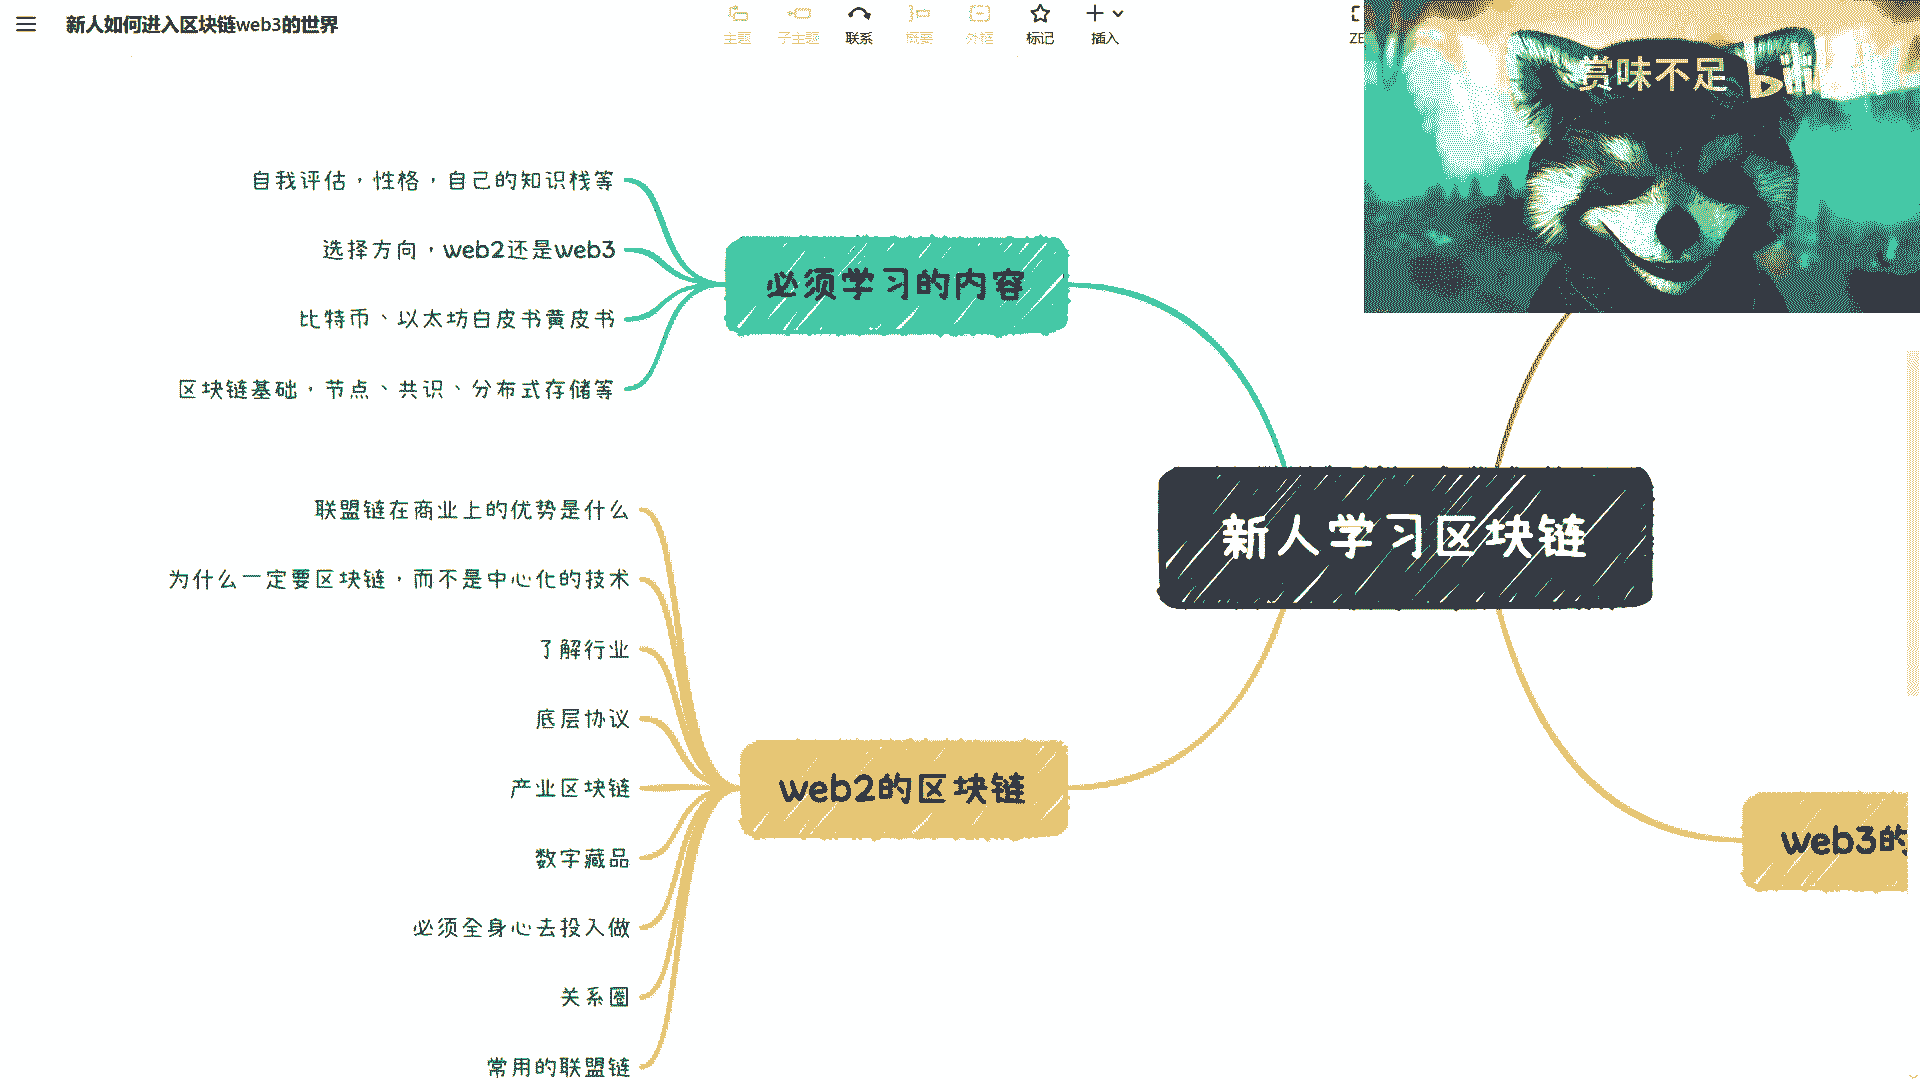 新人如何进入区块链web3的世界
主题 子主题 联系 概要 外框 标记 插入 ZE
赏味不足 bilibili
自我评估，性格，自己的知识栈等
选择方向，web2还是web3
比特币、以太坊白皮书黄皮书
区块链基础，节点、共识、分布式存储等
必须学习的内容
新人学习区块链
联盟链在商业上的优势是什么
为什么一定要区块链，而不是中心化的技术
了解行业
底层协议
产业区块链
数字藏品
必须全身心去投入做
关系圈
常用的联盟链
web2的区块链
web3的